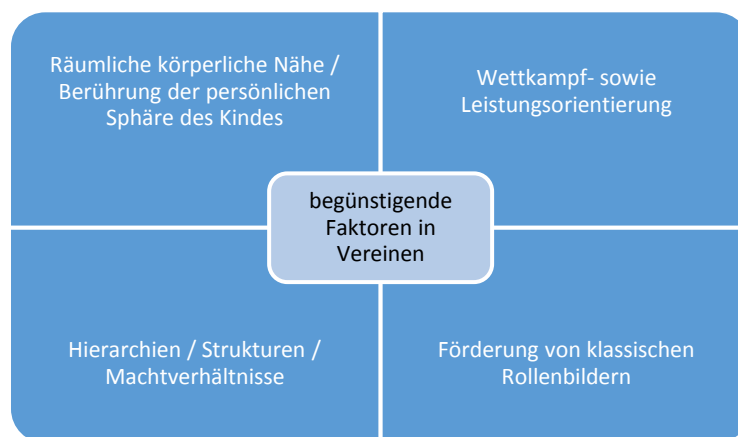 Räumliche körperliche Nähe /
Berührung der persönlichen
Sphäre des Kindes
Wettkampf- sowie
Leistungsorientierung
begünstigende
Faktoren in
Vereinen
Hierarchien / Strukturen /
Machtverhältnisse
Förderung von klassischen
Rollenbildern